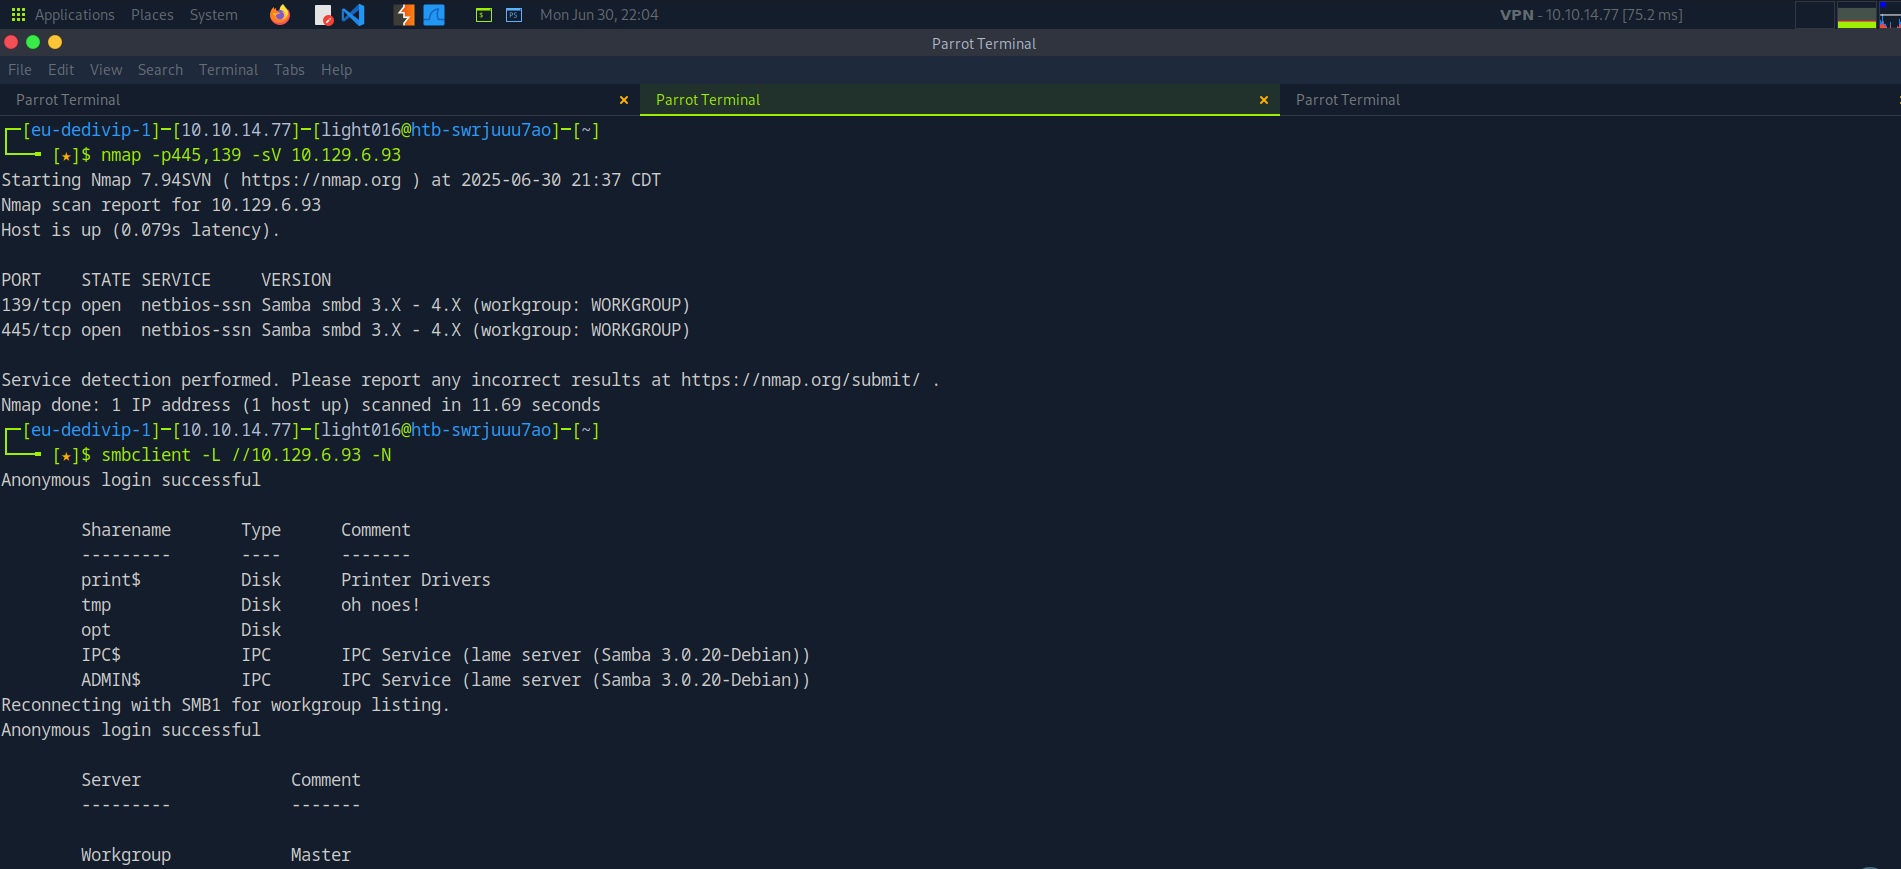 Applications Places System Mon Jun 30, 22:04 VPN - 10.10.14.77 [75.2 ms]
Parrot Terminal
File Edit View Search Terminal Tabs Help
Parrot Terminal × Parrot Terminal × Parrot Terminal
[eu-dedivip-1]─[10.10.14.77]─[light016@htb-swrjuuu7ao]─[~]
[★]$ nmap -p445,139 -sV 10.129.6.93
Starting Nmap 7.94SVN ( https://nmap.org ) at 2025-06-30 21:37 CDT
Nmap scan report for 10.129.6.93
Host is up (0.079s latency).
PORT    STATE SERVICE     VERSION
139/tcp open  netbios-ssn Samba smbd 3.X - 4.X (workgroup: WORKGROUP)
445/tcp open  netbios-ssn Samba smbd 3.X - 4.X (workgroup: WORKGROUP)
Service detection performed. Please report any incorrect results at https://nmap.org/submit/ .
Nmap done: 1 IP address (1 host up) scanned in 11.69 seconds
[eu-dedivip-1]─[10.10.14.77]─[light016@htb-swrjuuu7ao]─[~]
[★]$ smbclient -L //10.129.6.93 -N
Anonymous login successful
Sharename       Type      Comment
---------       ----      -------
print$          Disk      Printer Drivers
tmp             Disk      oh noes!
opt             Disk
IPC$            IPC       IPC Service (lame server (Samba 3.0.20-Debian))
ADMIN$          IPC       IPC Service (lame server (Samba 3.0.20-Debian))
Reconnecting with SMB1 for workgroup listing.
Anonymous login successful
Server               Comment
---------            -------
Workgroup            Master